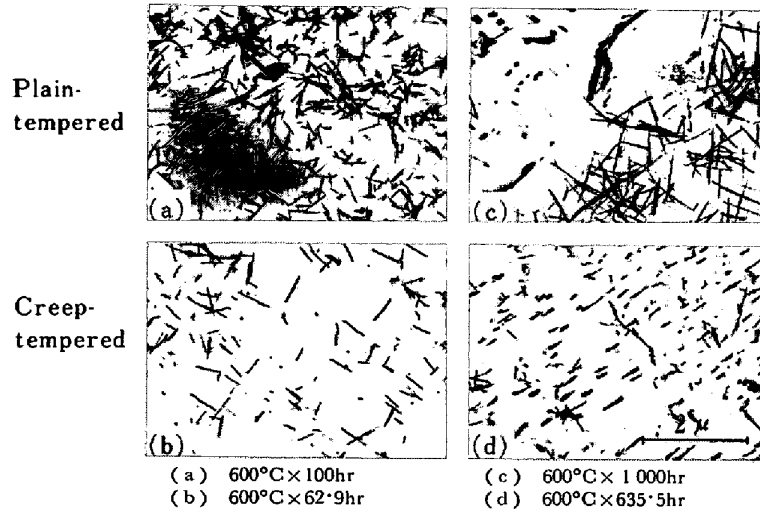 Plain-
tempered
(a)
(c)
Creep-
tempered
(b)
(d)
2μ
(a) 600°C×100hr
(c) 600°C×1 000hr
(b) 600°C×62·9hr
(d) 600°C×635·5hr